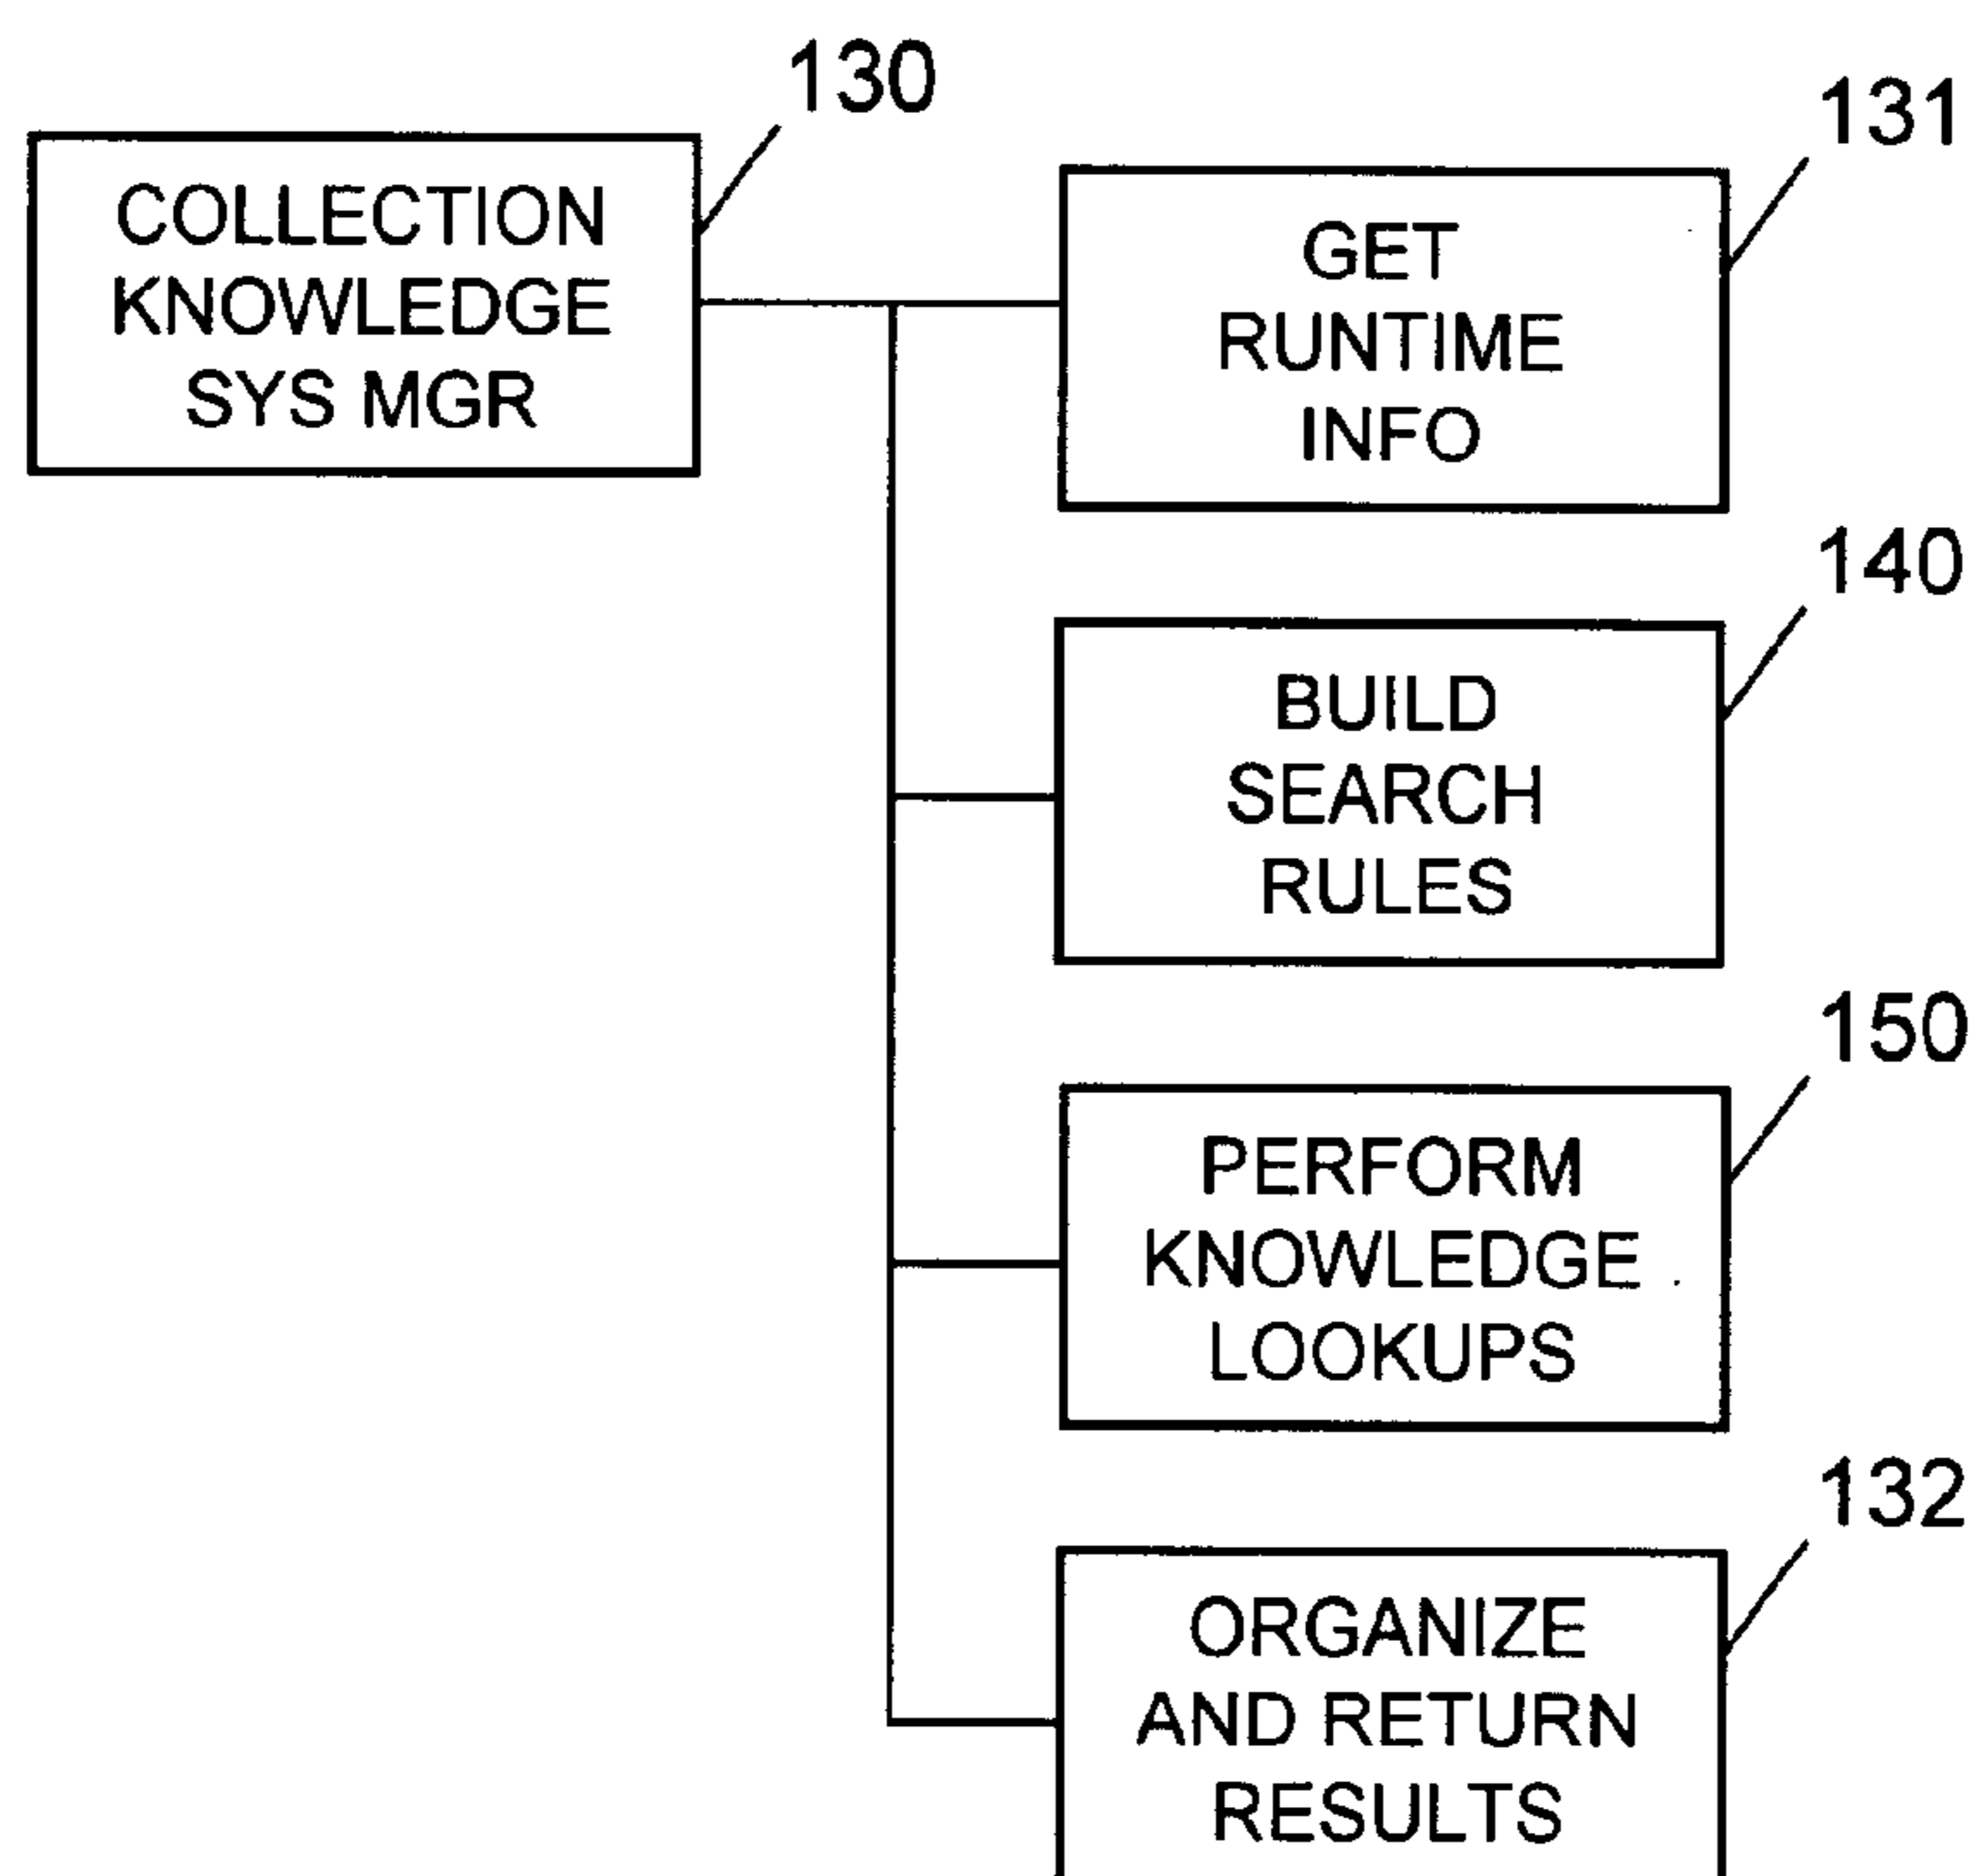 130
COLLECTION
KNOWLEDGE
SYS MGR
131
GET
RUNTIME
INFO
140
BUILD
SEARCH
RULES
150
PERFORM
KNOWLEDGE
LOOKUPS
132
ORGANIZE
AND RETURN
RESULTS